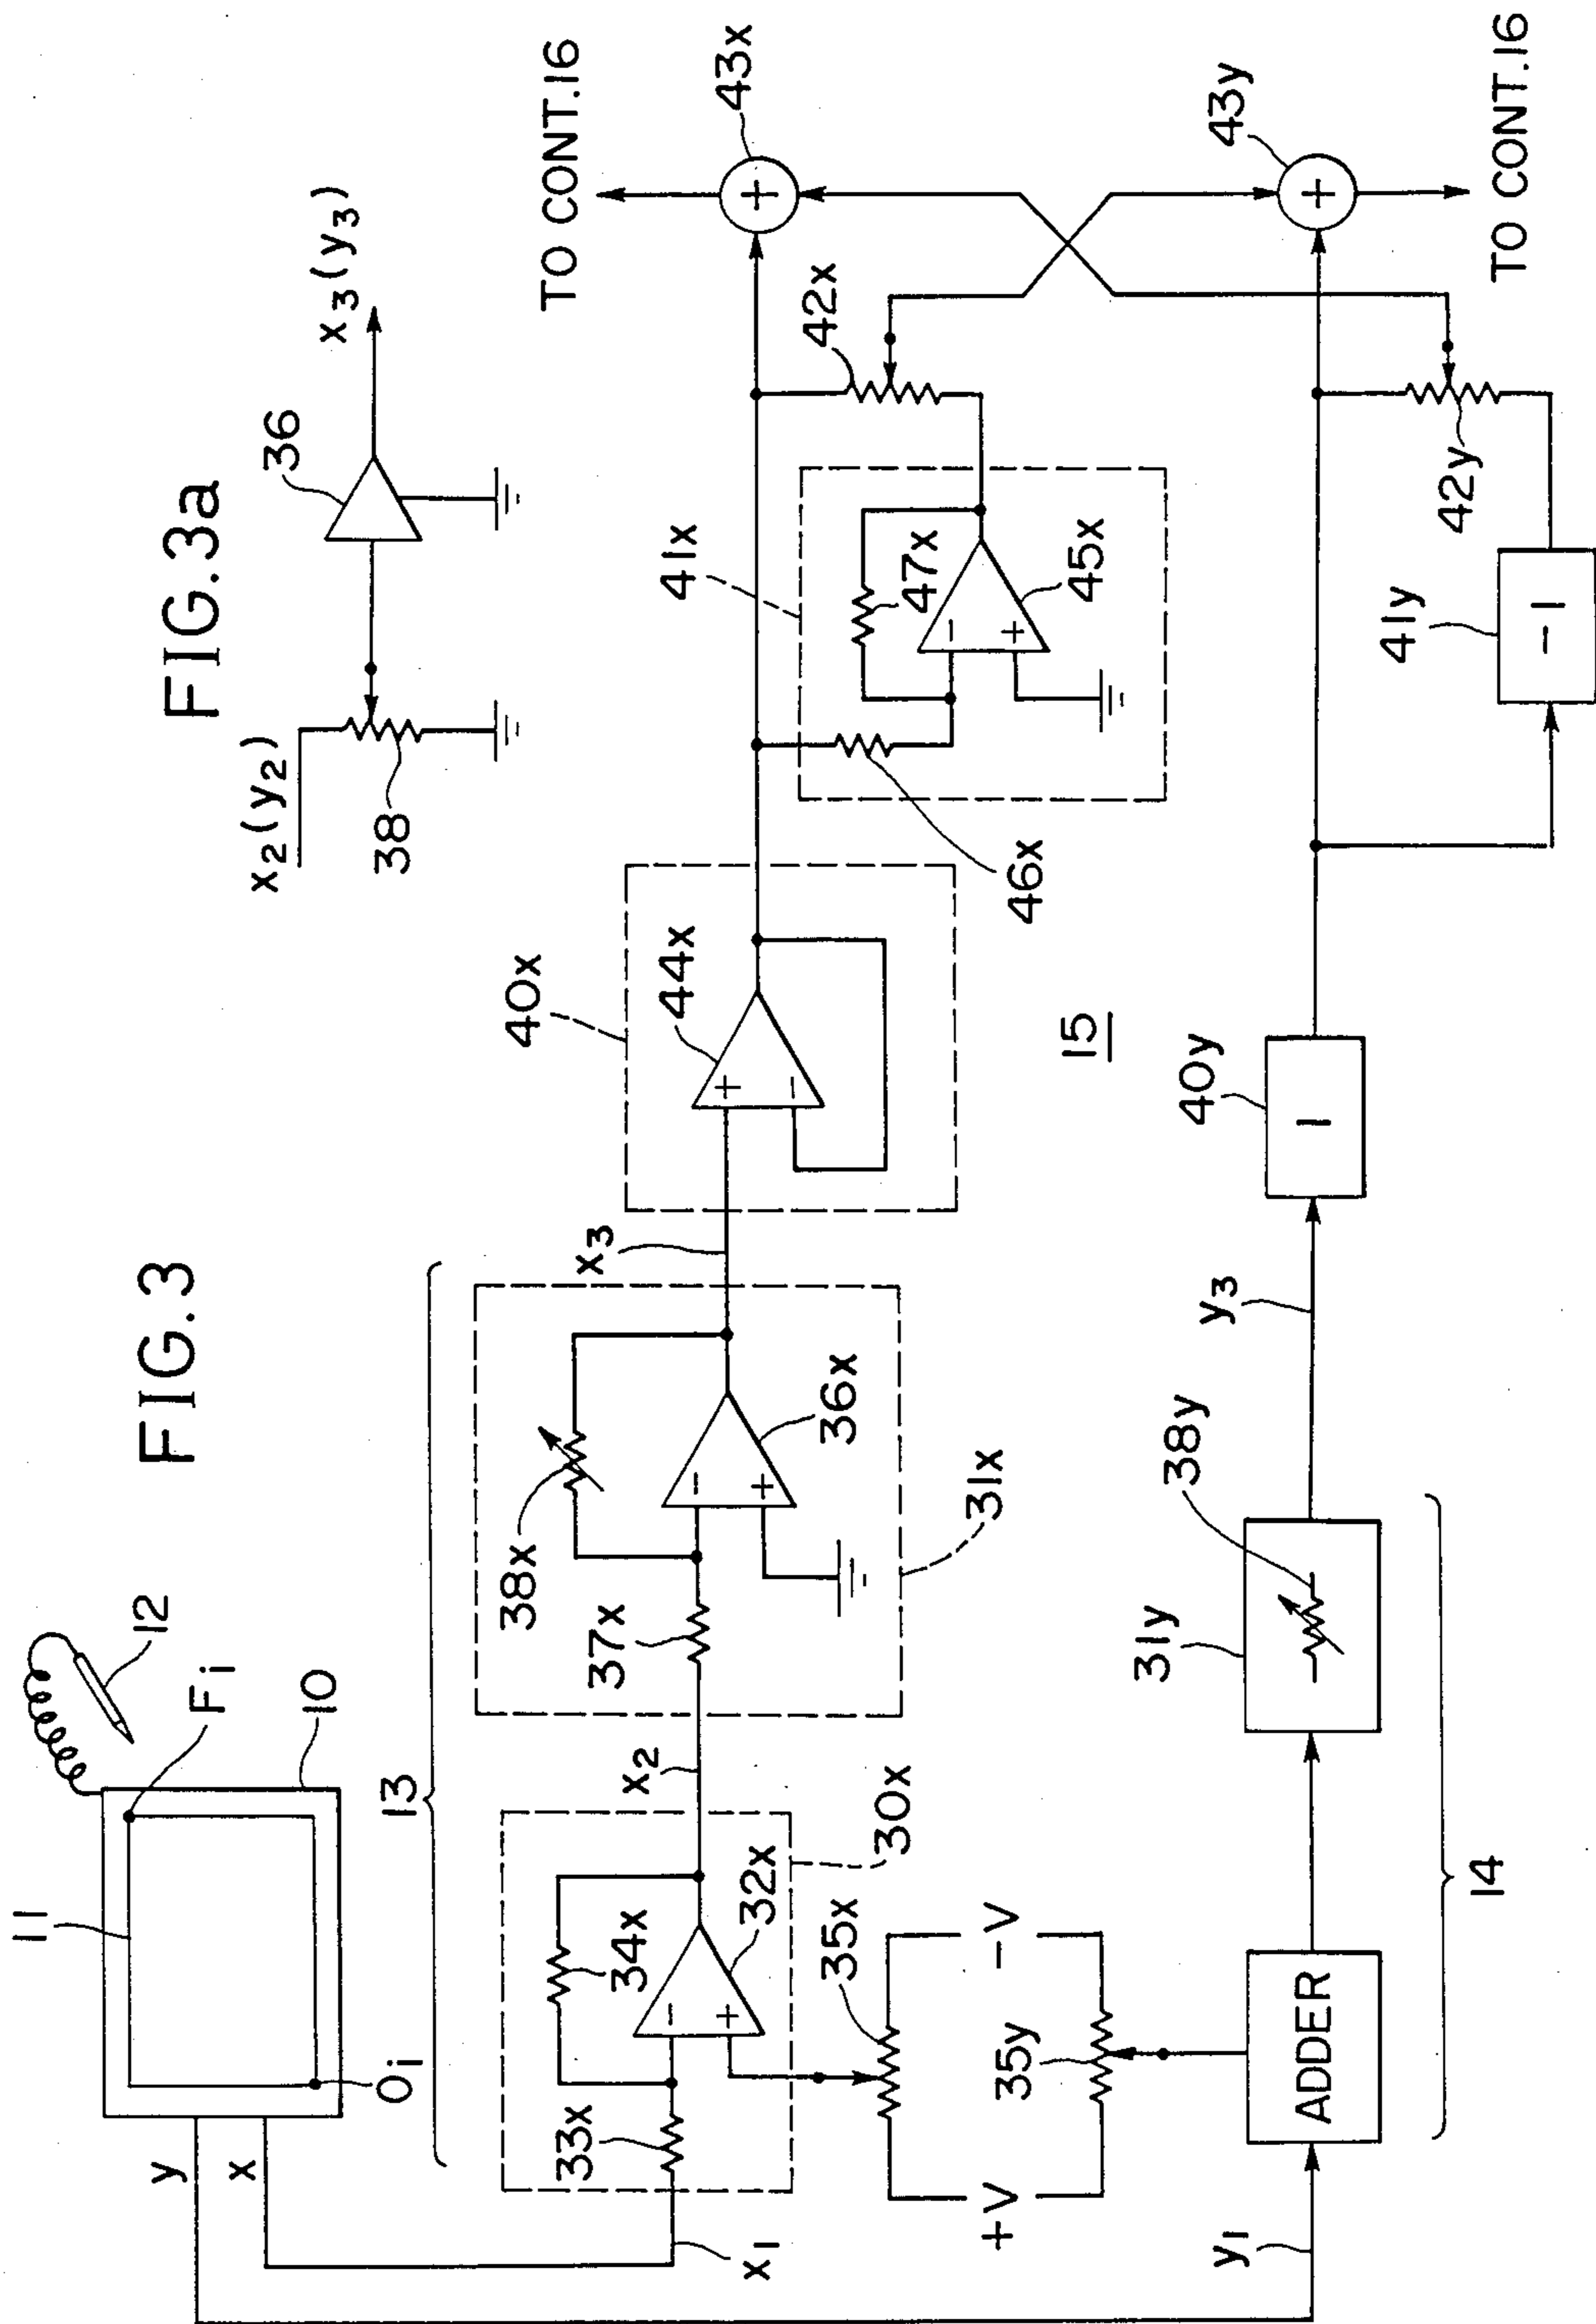 FIG.3
FIG.3a
x₂(y₂)
38
36
x₃(y₃)
11
12
Fi
10
Oi
y
x
13
x₁
33x
34x
32x
30x
35x
x₂
37x
38x
36x
31x
x₃
40x
44x
41x
47x
45x
46x
42x
TO CONT.16
43x
43y
TO CONT.16
15
+V
-V
35y
y₁
ADDER
14
31y
38y
y₃
40y
1
41y
-1
42y
+
+
-
+
-
+
+
-
-
+